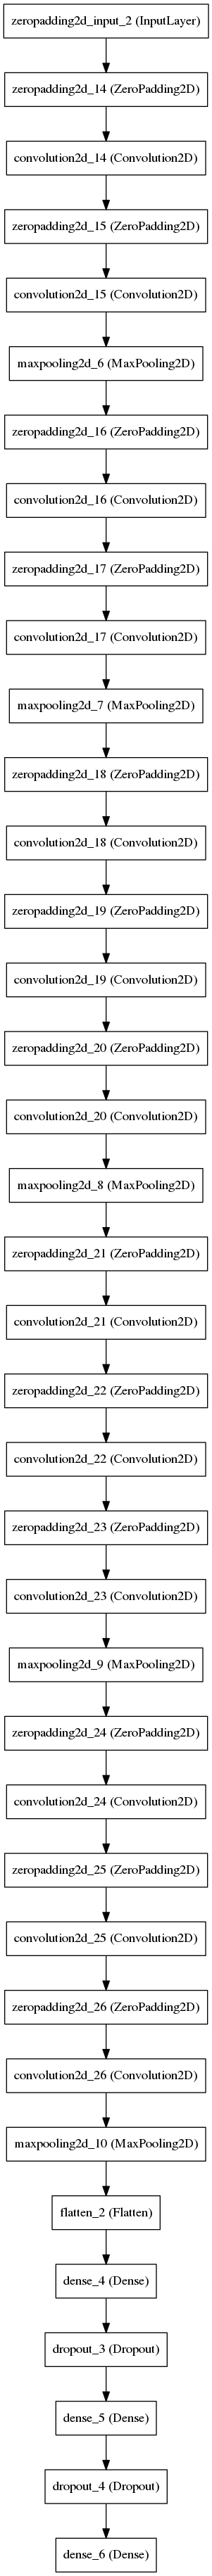 zeropadding2d_input_2 (InputLayer)
zeropadding2d_14 (ZeroPadding2D)
convolution2d_14 (Convolution2D)
zeropadding2d_15 (ZeroPadding2D)
convolution2d_15 (Convolution2D)
maxpooling2d_6 (MaxPooling2D)
zeropadding2d_16 (ZeroPadding2D)
convolution2d_16 (Convolution2D)
zeropadding2d_17 (ZeroPadding2D)
convolution2d_17 (Convolution2D)
maxpooling2d_7 (MaxPooling2D)
zeropadding2d_18 (ZeroPadding2D)
convolution2d_18 (Convolution2D)
zeropadding2d_19 (ZeroPadding2D)
convolution2d_19 (Convolution2D)
zeropadding2d_20 (ZeroPadding2D)
convolution2d_20 (Convolution2D)
maxpooling2d_8 (MaxPooling2D)
zeropadding2d_21 (ZeroPadding2D)
convolution2d_21 (Convolution2D)
zeropadding2d_22 (ZeroPadding2D)
convolution2d_22 (Convolution2D)
zeropadding2d_23 (ZeroPadding2D)
convolution2d_23 (Convolution2D)
maxpooling2d_9 (MaxPooling2D)
zeropadding2d_24 (ZeroPadding2D)
convolution2d_24 (Convolution2D)
zeropadding2d_25 (ZeroPadding2D)
convolution2d_25 (Convolution2D)
zeropadding2d_26 (ZeroPadding2D)
convolution2d_26 (Convolution2D)
maxpooling2d_10 (MaxPooling2D)
flatten_2 (Flatten)
dense_4 (Dense)
dropout_3 (Dropout)
dense_5 (Dense)
dropout_4 (Dropout)
dense_6 (Dense)